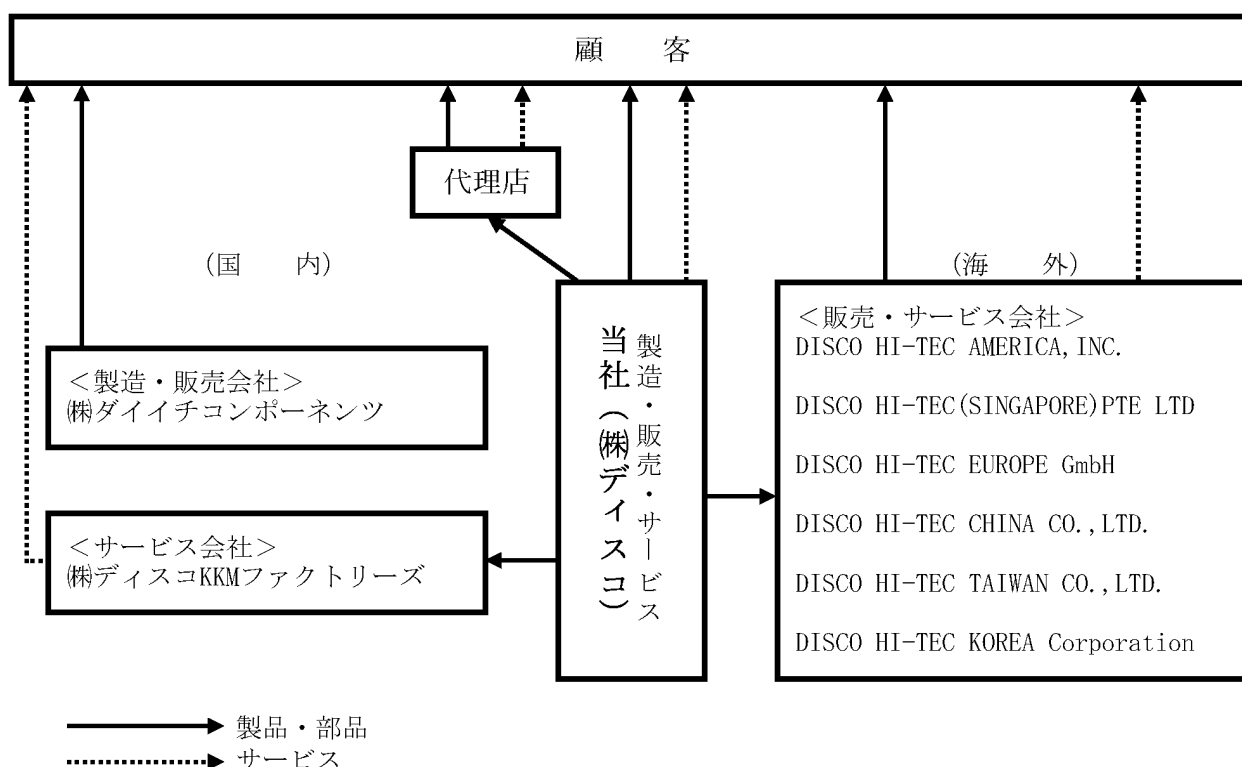 顧　　客
代理店
(国　　内)
(海　　外)
＜製造・販売会社＞
㈱ダイイチコンポーネンツ
＜サービス会社＞
㈱ディスコKKMファクトリーズ
製造・販売・サービス
当社(㈱ディスコ)
＜販売・サービス会社＞
DISCO HI-TEC AMERICA,INC.
DISCO HI-TEC(SINGAPORE)PTE LTD
DISCO HI-TEC EUROPE GmbH
DISCO HI-TEC CHINA CO.,LTD.
DISCO HI-TEC TAIWAN CO.,LTD.
DISCO HI-TEC KOREA Corporation
製品・部品
サービス